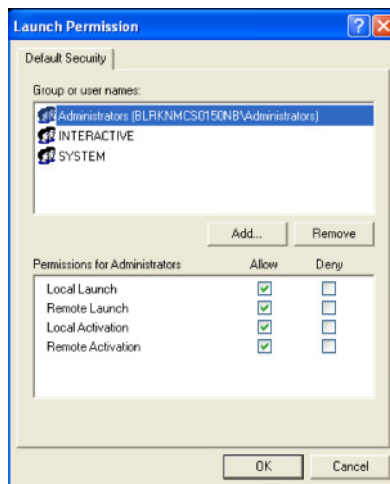 Launch Permission
Default Security
Group or user names:
Administrators (BLRKNMCS0150NB\Administrators)
INTERACTIVE
SYSTEM
Add... Remove
Permissions for Administrators Allow Deny
Local Launch
Remote Launch
Local Activation
Remote Activation
OK Cancel